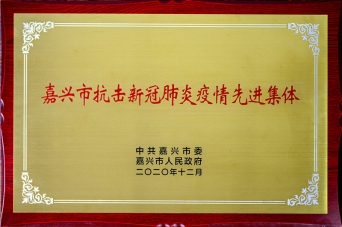 嘉兴市抗击新冠肺炎疫情先进集体
中共嘉兴市委
嘉兴市人民政府
二〇二〇年十二月